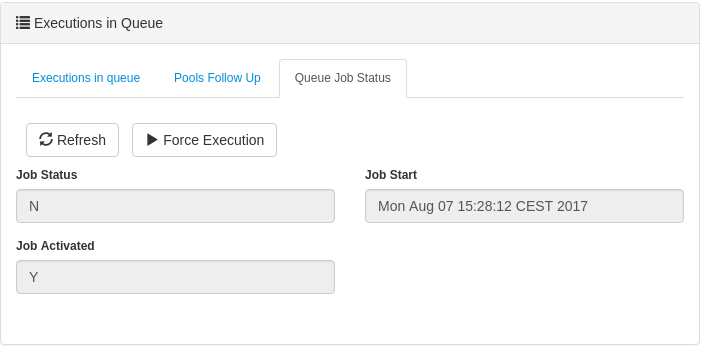 Executions in Queue
Executions in queue Pools Follow Up Queue Job Status
Refresh Force Execution
Job Status Job Start
N Mon Aug 07 15:28:12 CEST 2017
Job Activated
Y